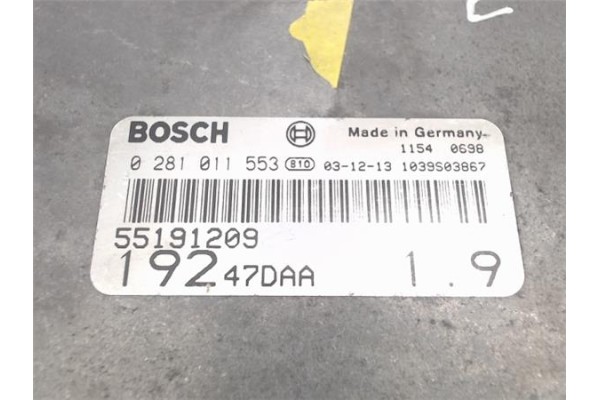 BOSCH Made in Germany
1154 0698
0 281 011 553 S10 03-12-13 1039S03867
55191209
192 47DAA 1.9